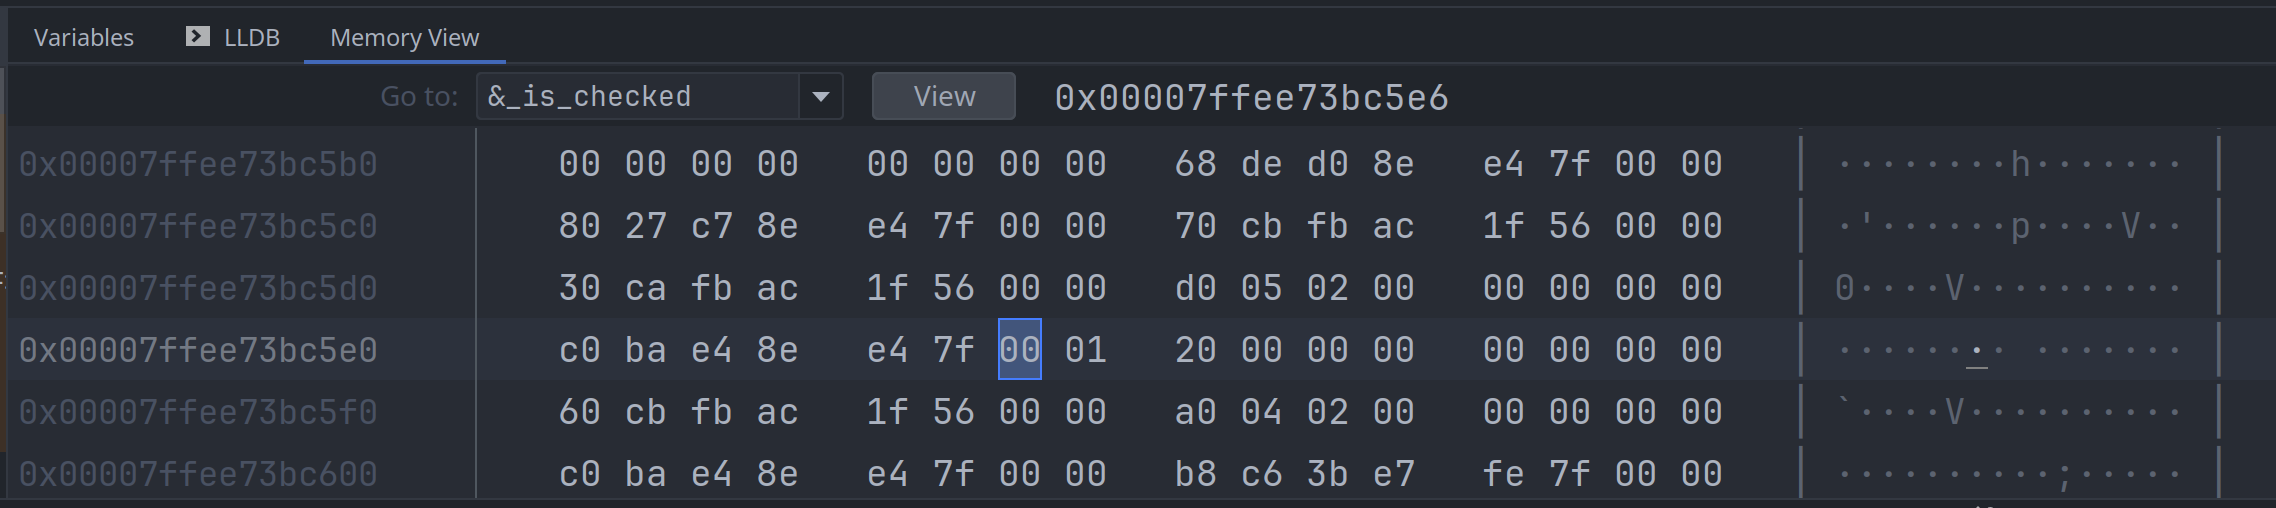 Variables LLDB Memory View
Go to: &_is_checked View 0x00007ffee73bc5e6
0x00007ffee73bc5b0 00 00 00 00 00 00 00 00 68 de d0 8e e4 7f 00 00 | ········h······· |
0x00007ffee73bc5c0 80 27 c7 8e e4 7f 00 00 70 cb fb ac 1f 56 00 00 | ·'······p····V·· |
0x00007ffee73bc5d0 30 ca fb ac 1f 56 00 00 d0 05 02 00 00 00 00 00 | 0····V·········· |
0x00007ffee73bc5e0 c0 ba e4 8e e4 7f 00 01 20 00 00 00 00 00 00 00 | ········ ······· |
0x00007ffee73bc5f0 60 cb fb ac 1f 56 00 00 a0 04 02 00 00 00 00 00 | `····V·········· |
0x00007ffee73bc600 c0 ba e4 8e e4 7f 00 00 b8 c6 3b e7 fe 7f 00 00 | ··········;····· |